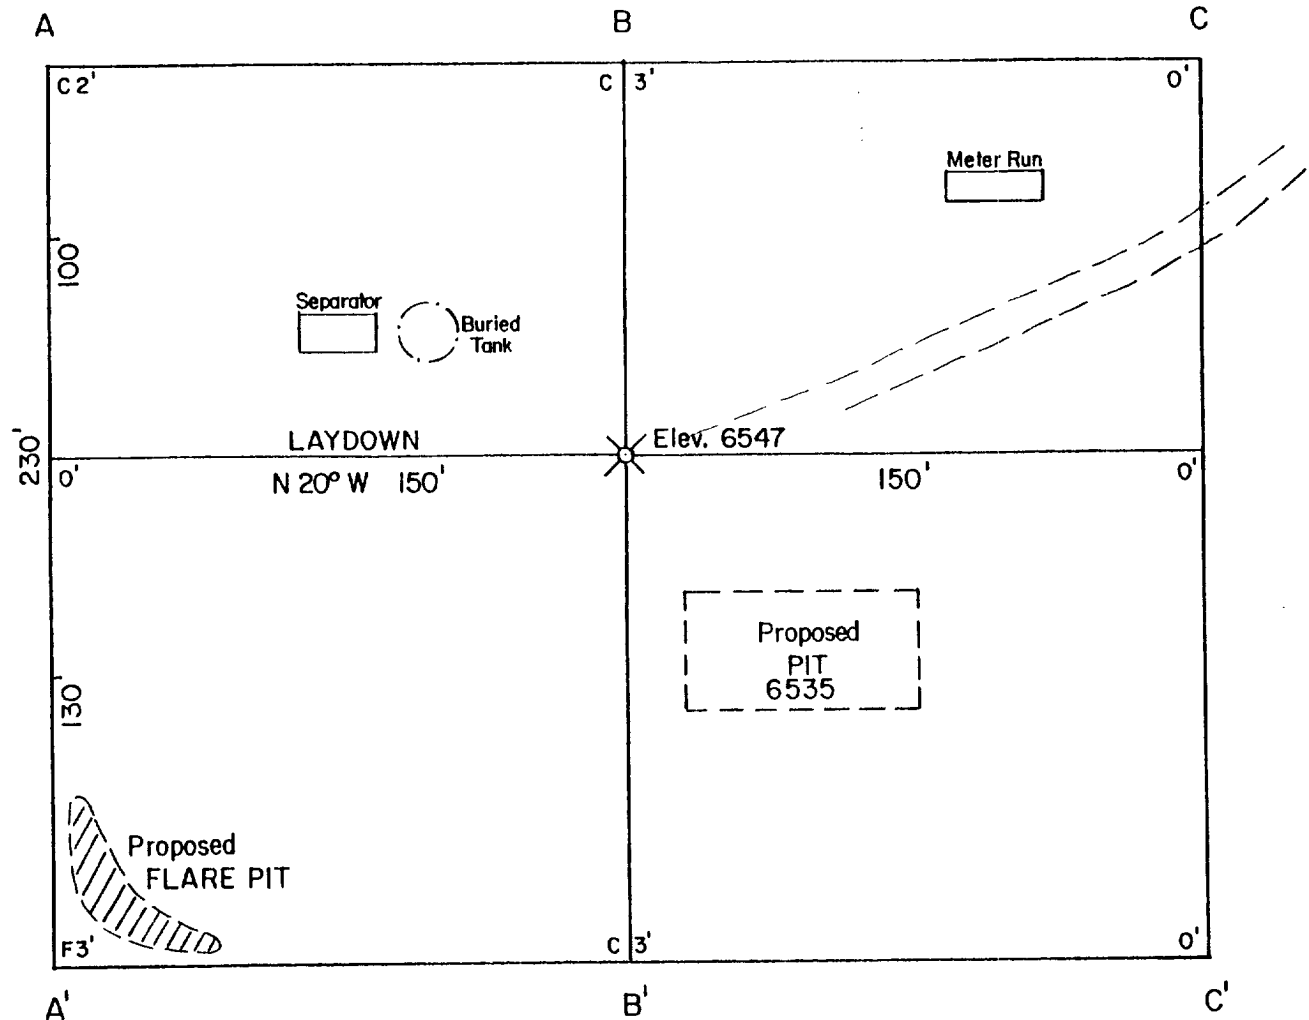 A
B
C
C 2'
C 3'
0'
Meter Run
100'
Separator
Buried
Tank
LAYDOWN
Elev. 6547
230'
0'
N 20° W 150'
150'
0'
Proposed
PIT
6535
130'
Proposed
FLARE PIT
F3'
C 3'
0'
A'
B'
C'